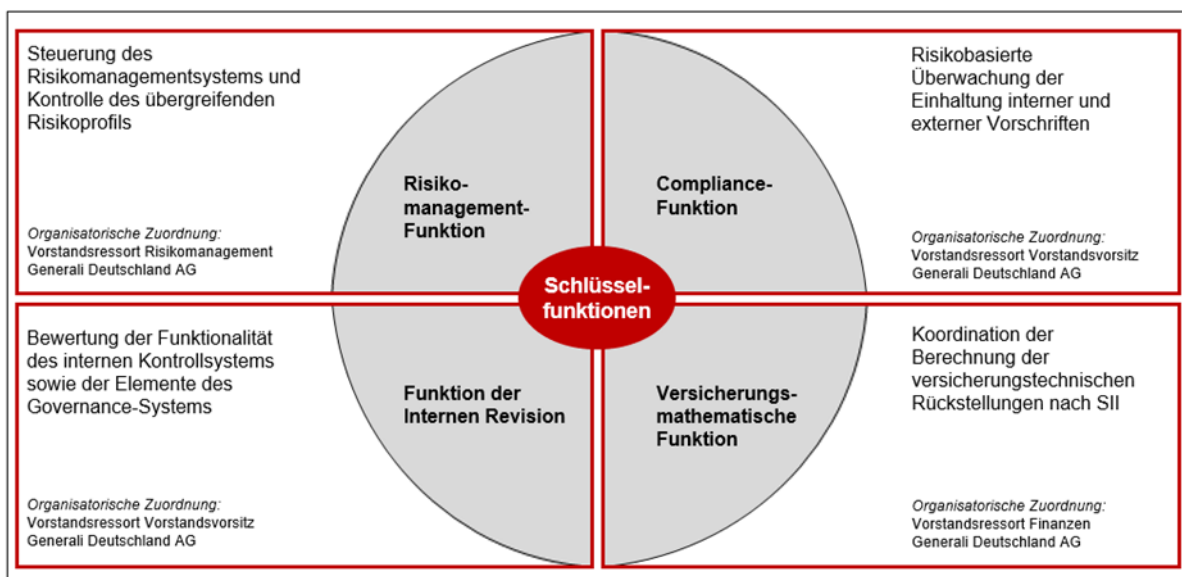 Steuerung des
Risikomanagementsystems und
Kontrolle des übergreifenden
Risikoprofils
Organisatorische Zuordnung:
Vorstandsressort Risikomanagement
Generali Deutschland AG
Risiko-
management-
Funktion
Compliance-
Funktion
Risikobasierte
Überwachung der
Einhaltung interner und
externer Vorschriften
Organisatorische Zuordnung:
Vorstandsressort Vorstandsvorsitz
Generali Deutschland AG
Schlüssel-
funktionen
Bewertung der Funktionalität
des internen Kontrollsystems
sowie der Elemente des
Governance-Systems
Organisatorische Zuordnung:
Vorstandsressort Vorstandsvorsitz
Generali Deutschland AG
Funktion der
Internen Revision
Versicherungs-
mathematische
Funktion
Koordination der
Berechnung der
versicherungstechnischen
Rückstellungen nach SII
Organisatorische Zuordnung:
Vorstandsressort Finanzen
Generali Deutschland AG